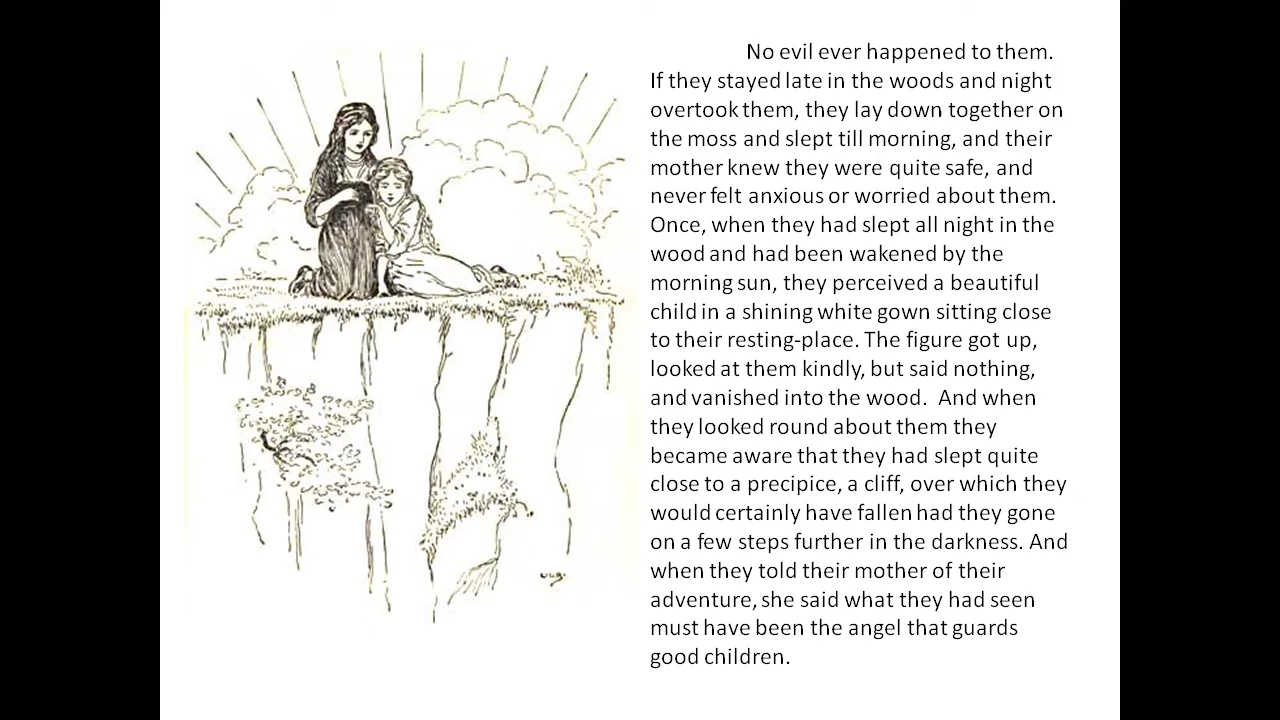 No evil ever happened to them.
If they stayed late in the woods and night
overtook them, they lay down together on
the moss and slept till morning, and their
mother knew they were quite safe, and
never felt anxious or worried about them.
Once, when they had slept all night in the
wood and had been wakened by the
morning sun, they perceived a beautiful
child in a shining white gown sitting close
to their resting-place. The figure got up,
looked at them kindly, but said nothing,
and vanished into the wood.  And when
they looked round about them they
became aware that they had slept quite
close to a precipice, a cliff, over which they
would certainly have fallen had they gone
on a few steps further in the darkness. And
when they told their mother of their
adventure, she said what they had seen
must have been the angel that guards
good children.